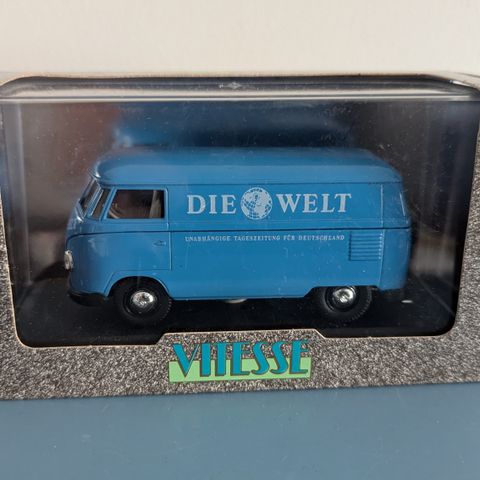 DIE WELT
UNABHÄNGIGE TAGESZEITUNG FÜR DEUTSCHLAND
VITESSE